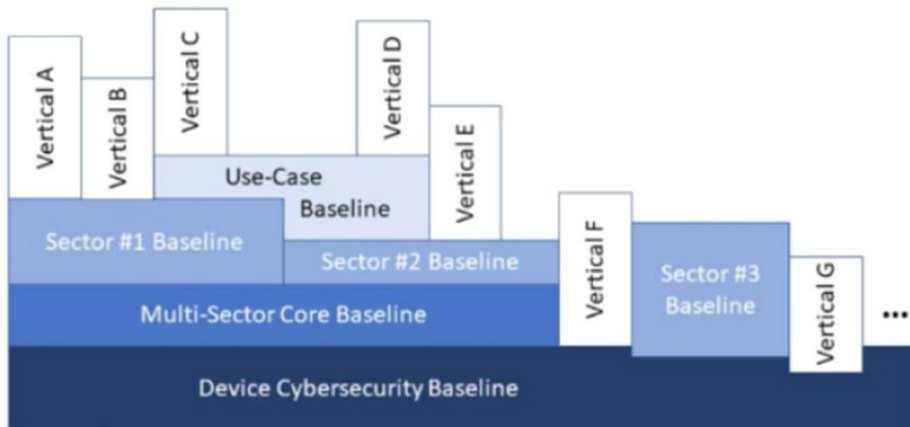 Vertical A
Vertical B
Vertical C
Vertical D
Vertical E
Use-Case
Baseline
Sector #1 Baseline
Sector #2 Baseline
Vertical F
Sector #3
Baseline
Vertical G
...
Multi-Sector Core Baseline
Device Cybersecurity Baseline